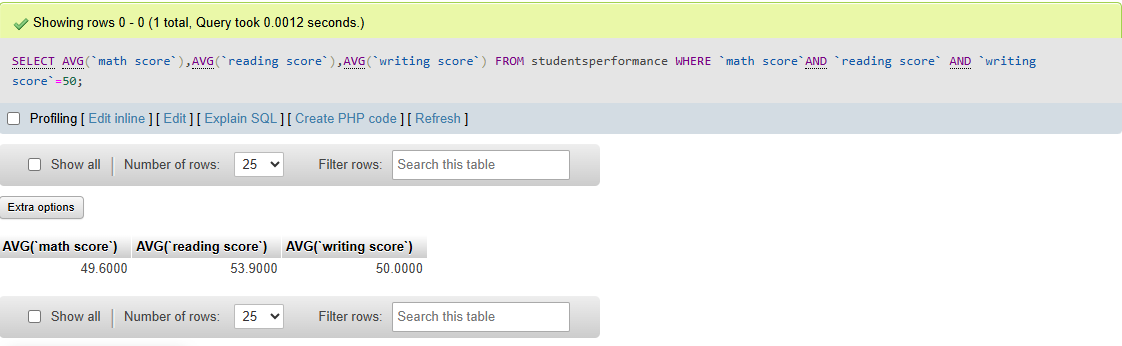 Showing rows 0 - 0 (1 total, Query took 0.0012 seconds.)
SELECT AVG(`math score`),AVG(`reading score`),AVG(`writing score`) FROM studentsperformance WHERE `math score`AND `reading score` AND `writing
score`=50;
Profiling [ Edit inline ] [ Edit ] [ Explain SQL ] [ Create PHP code ] [ Refresh ]
Show all | Number of rows: 25 Filter rows: Search this table
Extra options
AVG(`math score`) AVG(`reading score`) AVG(`writing score`)
49.6000 53.9000 50.0000
Show all | Number of rows: 25 Filter rows: Search this table